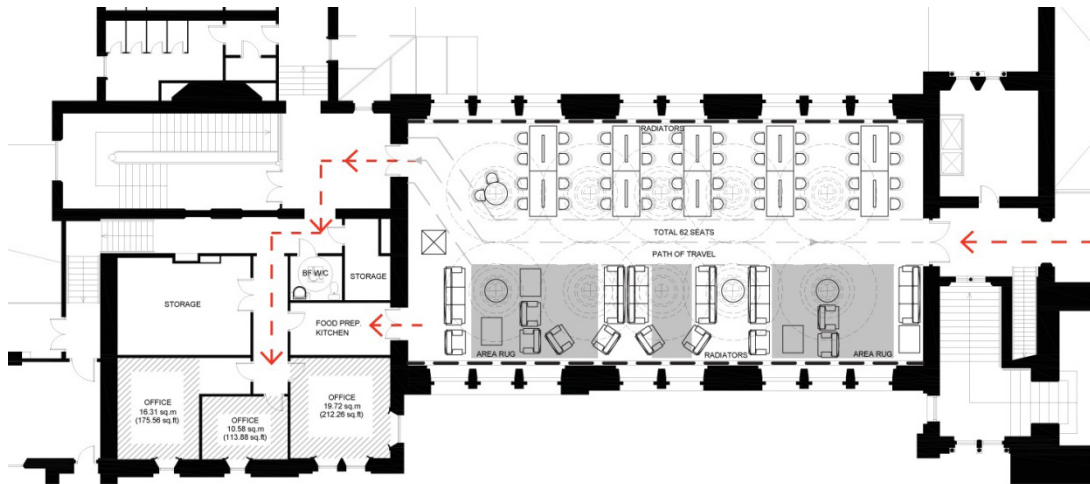 RADIATORS
TOTAL 62 SEATS
PATH OF TRAVEL
BF W/C
STORAGE
STORAGE
FOOD PREP.
KITCHEN
AREA RUG
RADIATORS
AREA RUG
OFFICE
16.31 sq.m
(175.56 sq.ft)
OFFICE
10.58 sq.m
(113.88 sq.ft)
OFFICE
19.72 sq.m
(212.26 sq.ft)